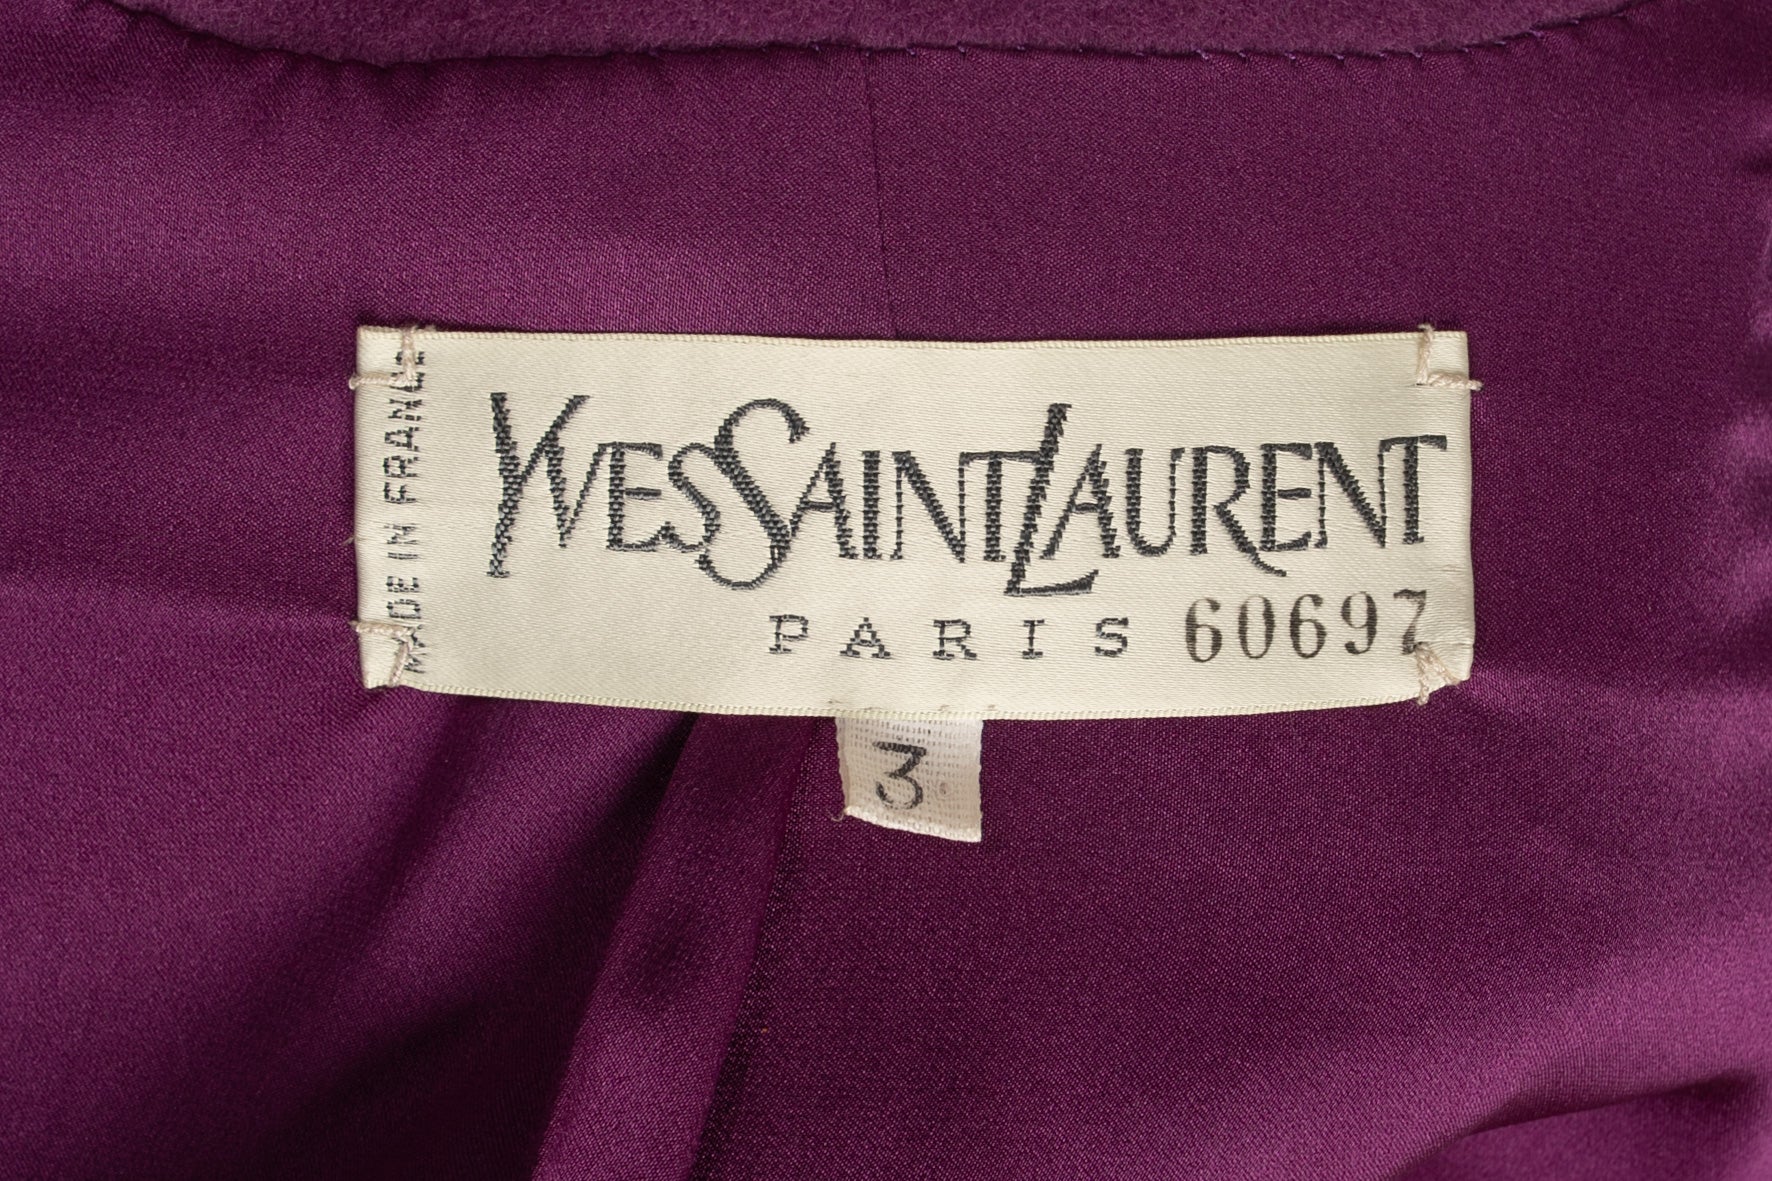 YVES SAINT LAURENT
PARIS 60697
MADE IN FRANCE
3